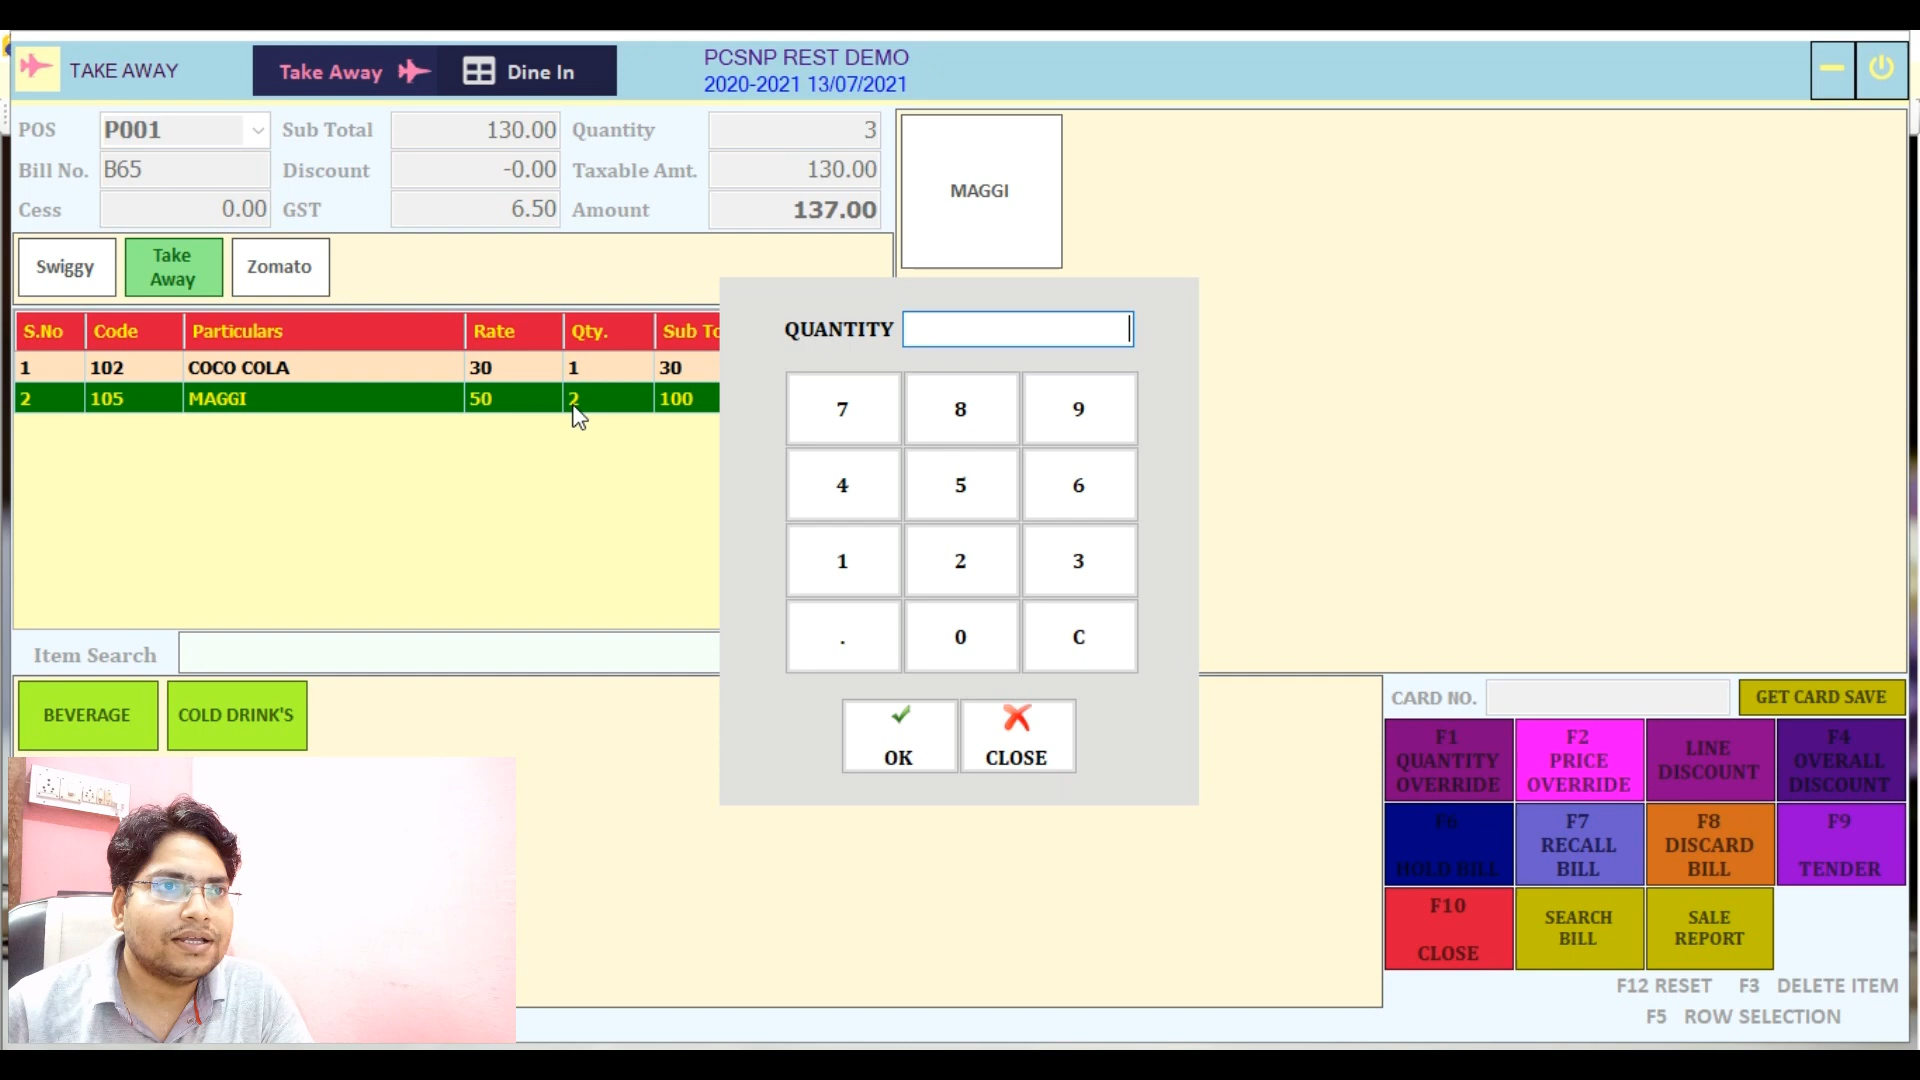 TAKE AWAY
Take Away
Dine In
PCSNP REST DEMO
2020-2021 13/07/2021
POS P001 Sub Total 130.00 Quantity 3
Bill No. B65 Discount -0.00 Taxable Amt. 130.00
Cess 0.00 GST 6.50 Amount 137.00
Swiggy
Take
Away
Zomato
MAGGI
S.No Code Particulars Rate Qty. Sub To
1 102 COCO COLA 30 1 30
2 105 MAGGI 50 2 100
QUANTITY
7 8 9
4 5 6
1 2 3
. 0 C
OK
CLOSE
Item Search
BEVERAGE
COLD DRINK'S
CARD NO.
GET CARD SAVE
F1
QUANTITY
OVERRIDE
F2
PRICE
OVERRIDE
LINE
DISCOUNT
F4
OVERALL
DISCOUNT
F6
HOLD BILL
F7
RECALL
BILL
F8
DISCARD
BILL
F9
TENDER
F10
CLOSE
SEARCH
BILL
SALE
REPORT
F12 RESET F3 DELETE ITEM
F5 ROW SELECTION